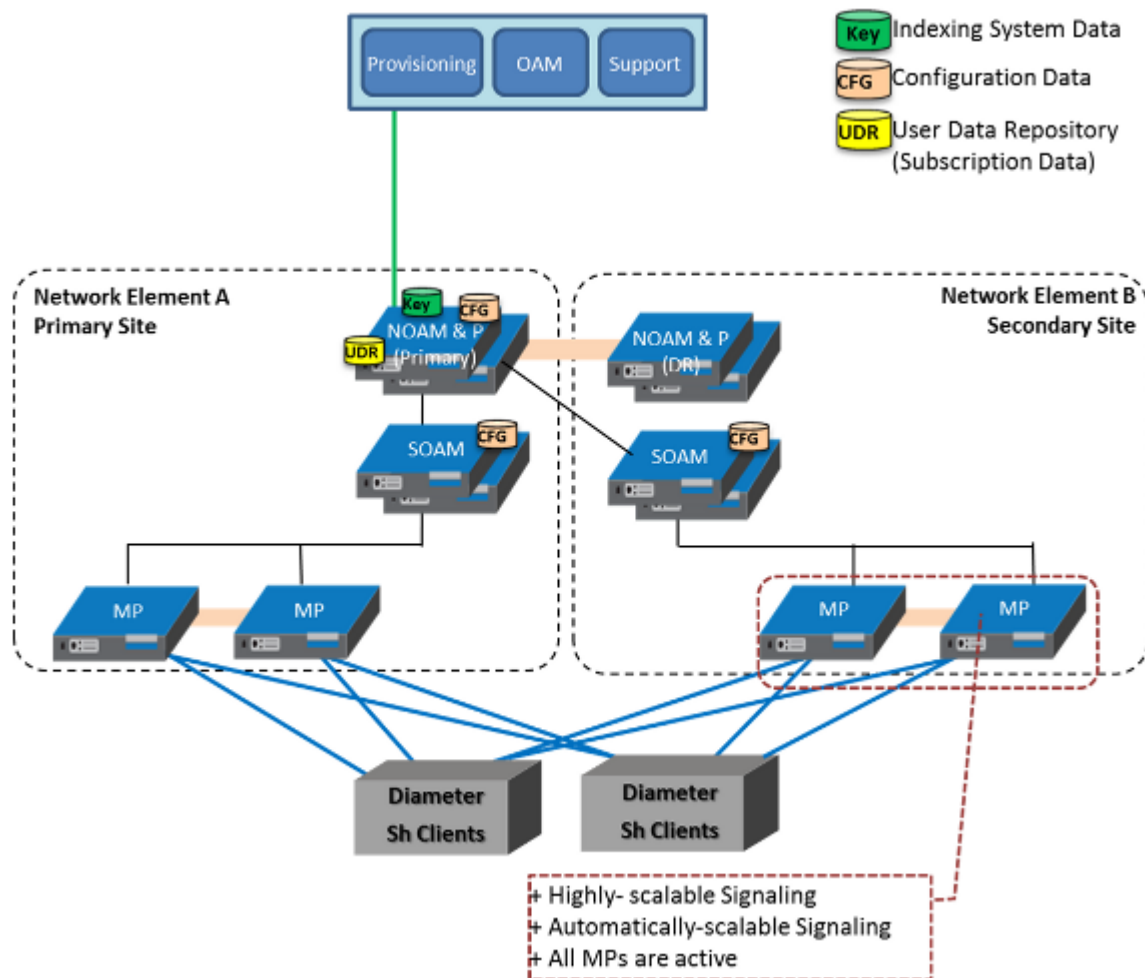 Provisioning
OAM
Support
Key
Indexing System Data
CFG
Configuration Data
UDR
User Data Repository
(Subscription Data)
Network Element A
Primary Site
Network Element B
Secondary Site
Key
CFG
NOAM & P
UDR
(Primary)
NOAM & P
(DR)
SOAM
CFG
SOAM
CFG
MP
MP
MP
MP
Diameter
Sh Clients
Diameter
Sh Clients
+ Highly- scalable Signaling
+ Automatically-scalable Signaling
+ All MPs are active